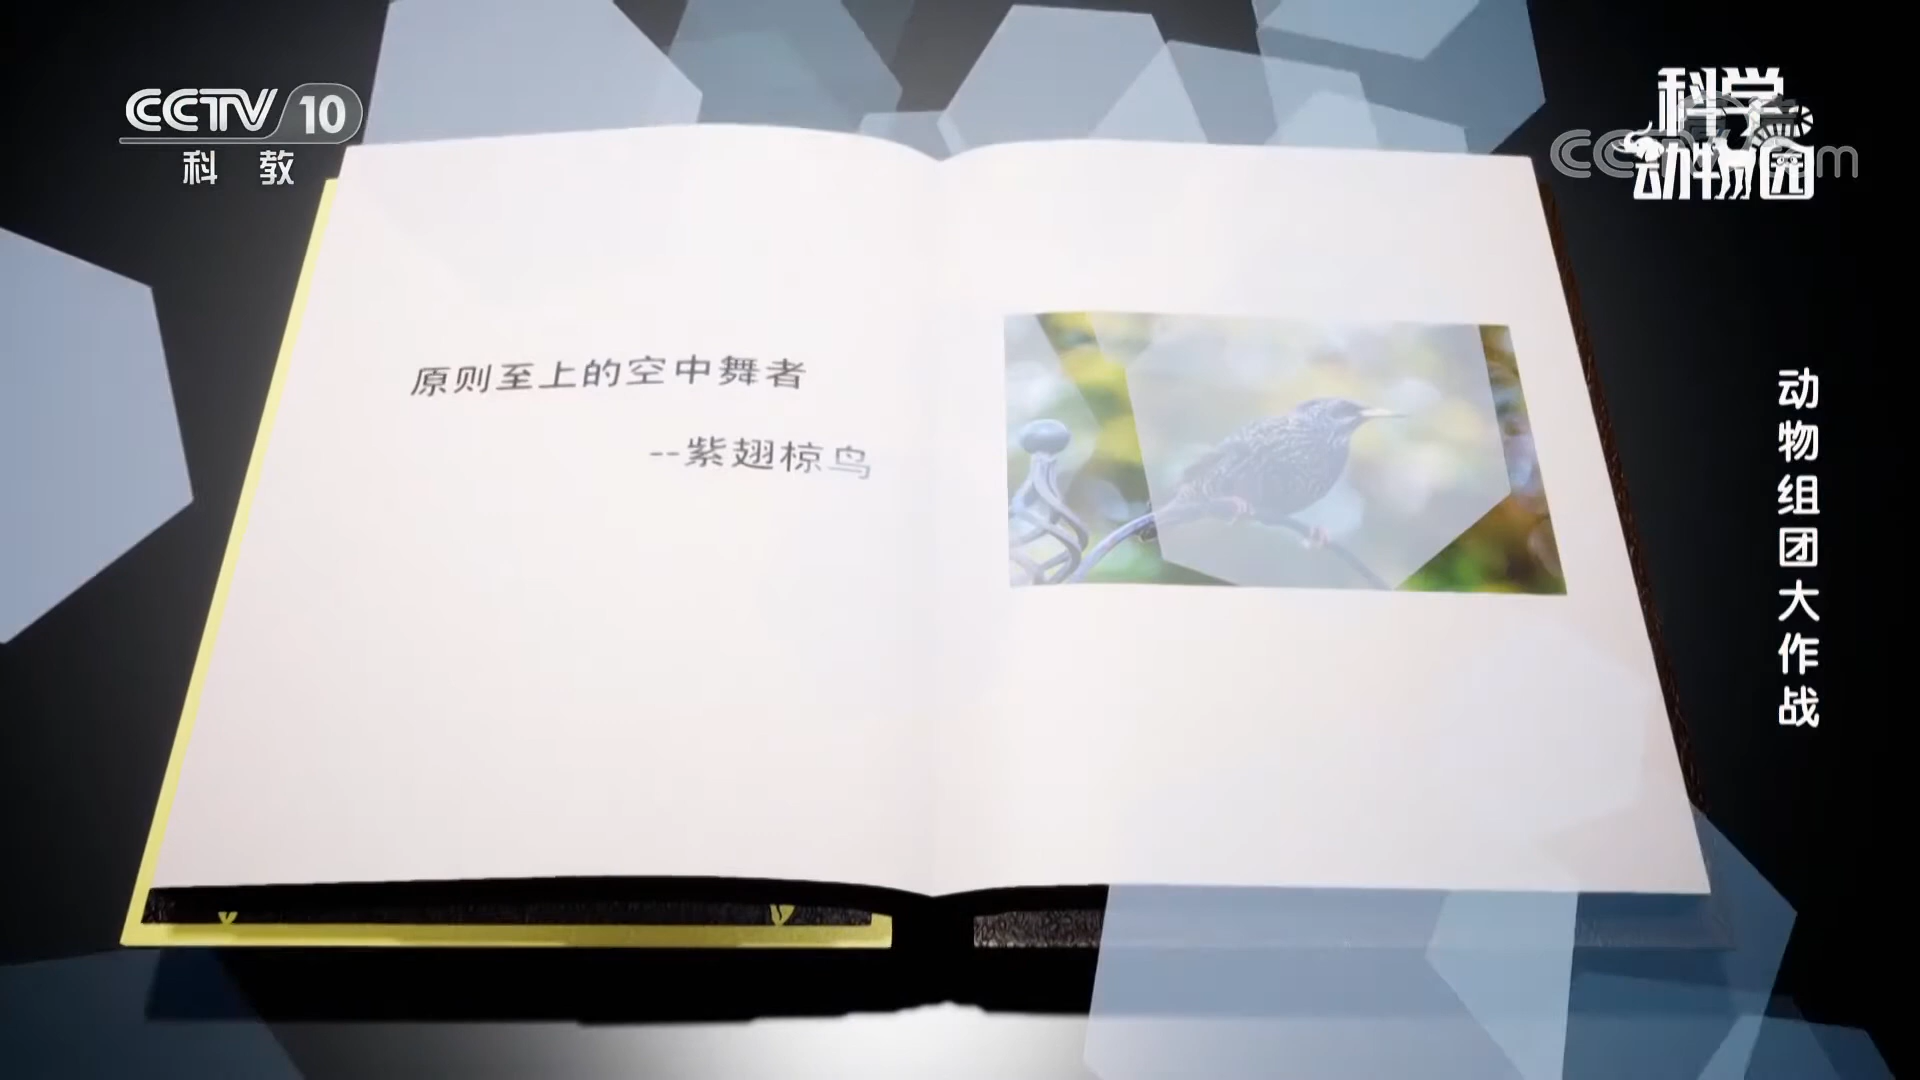 CCTV 10
科 教
科学
动物园
原则至上的空中舞者
--紫翅椋鸟
动物组团大作战